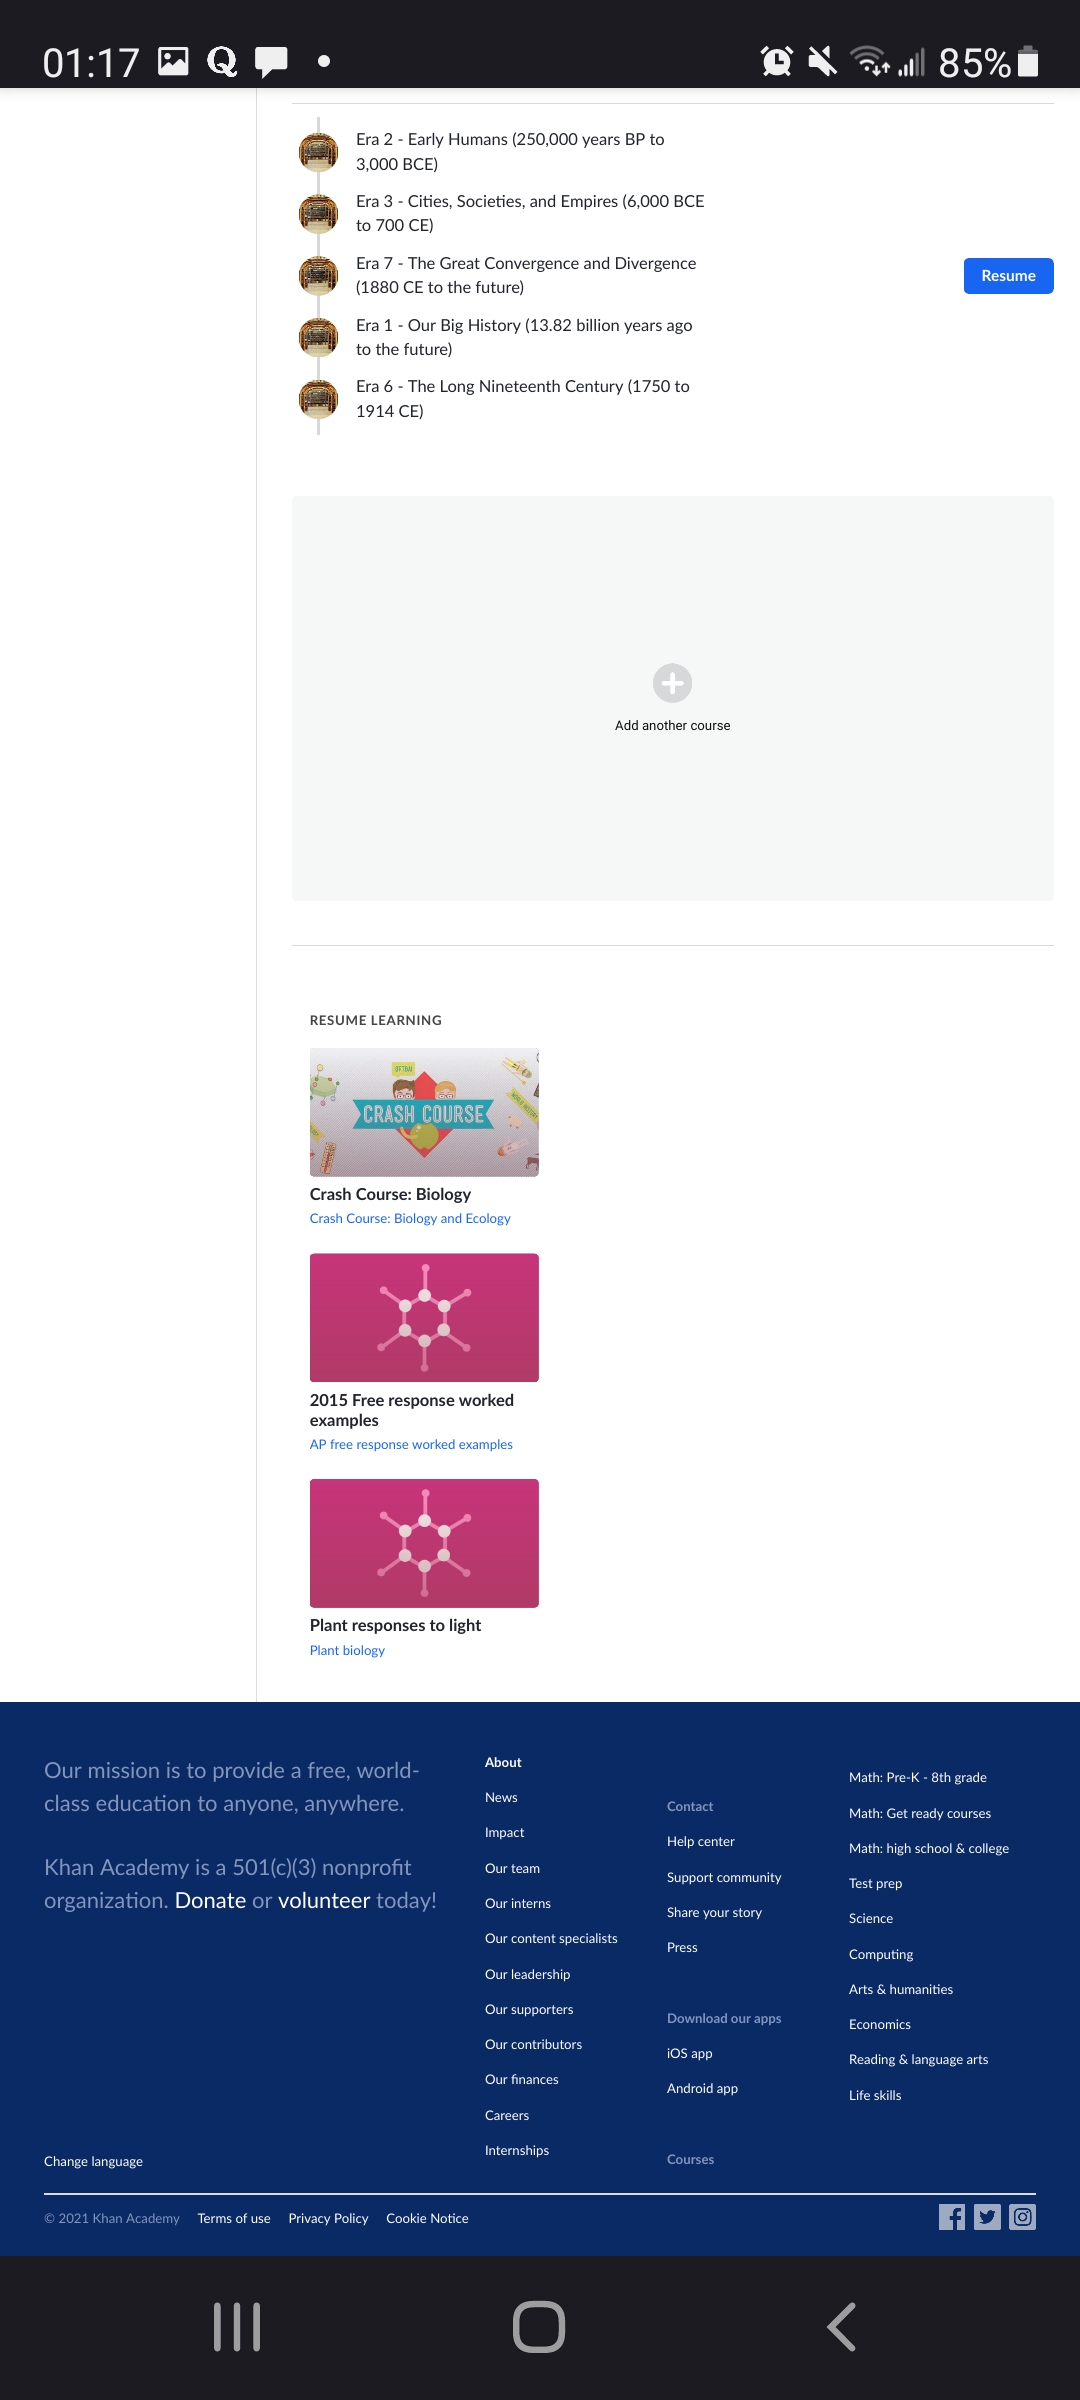 01:17
85%
Era 2 - Early Humans (250,000 years BP to
3,000 BCE)
Era 3 - Cities, Societies, and Empires (6,000 BCE
to 700 CE)
Era 7 - The Great Convergence and Divergence
(1880 CE to the future)
Resume
Era 1 - Our Big History (13.82 billion years ago
to the future)
Era 6 - The Long Nineteenth Century (1750 to
1914 CE)
Add another course
RESUME LEARNING
CRASH COURSE
Crash Course: Biology
Crash Course: Biology and Ecology
2015 Free response worked
examples
AP free response worked examples
Plant responses to light
Plant biology
Our mission is to provide a free, world-
class education to anyone, anywhere.
Khan Academy is a 501(c)(3) nonprofit
organization. Donate or volunteer today!
Change language
About
News
Impact
Our team
Our interns
Our content specialists
Our leadership
Our supporters
Our contributors
Our finances
Careers
Internships
Contact
Help center
Support community
Share your story
Press
Download our apps
iOS app
Android app
Courses
Math: Pre-K - 8th grade
Math: Get ready courses
Math: high school & college
Test prep
Science
Computing
Arts & humanities
Economics
Reading & language arts
Life skills
© 2021 Khan Academy Terms of use Privacy Policy Cookie Notice